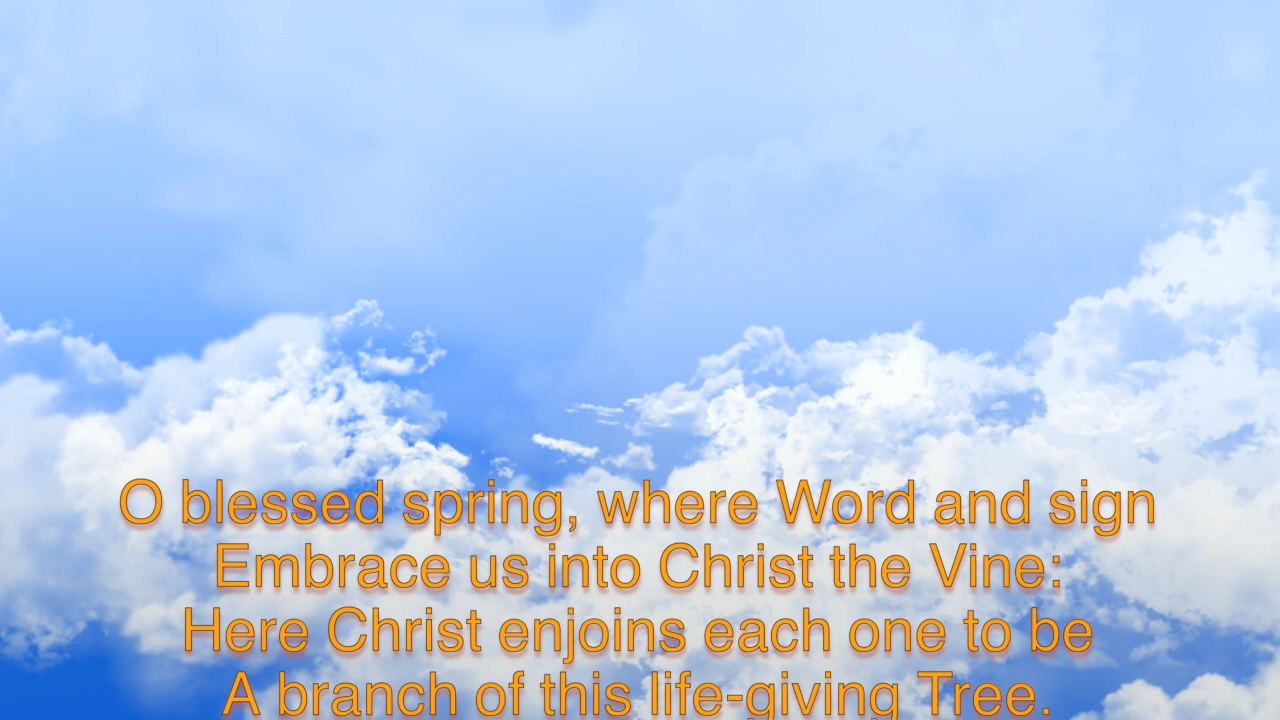 O blessed spring, where Word and sign
Embrace us into Christ the Vine:
Here Christ enjoins each one to be
A branch of this life-giving Tree.